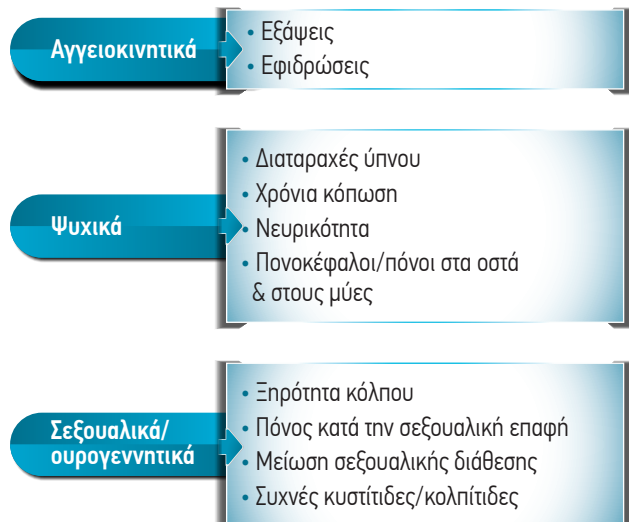 Αγγειοκινητικά
• Εξάψεις
• Εφιδρώσεις
Ψυχικά
• Διαταραχές ύπνου
• Χρόνια κόπωση
• Νευρικότητα
• Πονοκέφαλοι/πόνοι στα οστά
& στους μύες
Σεξουαλικά/
ουρογεννητικά
• Ξηρότητα κόλπου
• Πόνος κατά την σεξουαλική επαφή
• Μείωση σεξουαλικής διάθεσης
• Συχνές κυστίτιδες/κολπίτιδες